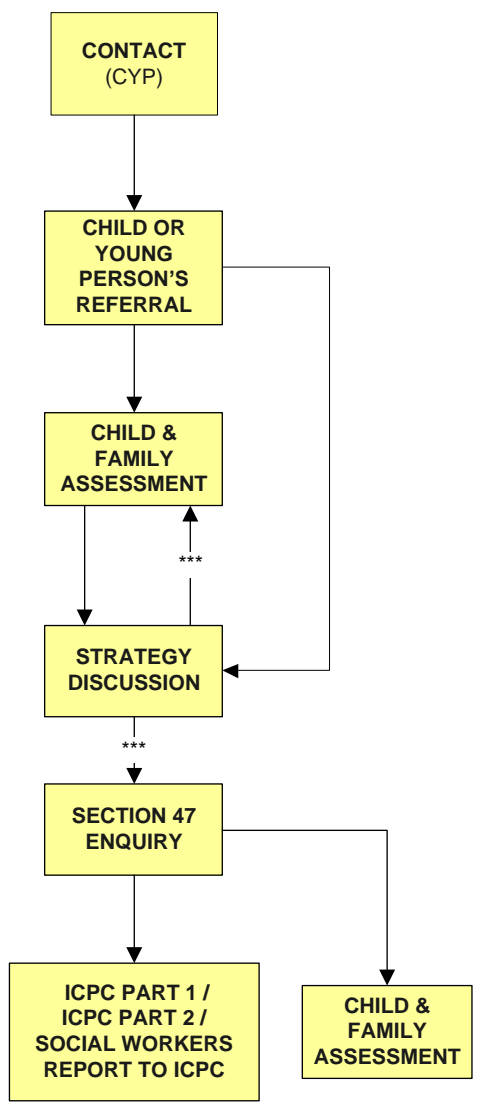 CONTACT
(CYP)
CHILD OR
YOUNG
PERSON'S
REFERRAL
CHILD &
FAMILY
ASSESSMENT
***
STRATEGY
DISCUSSION
***
SECTION 47
ENQUIRY
ICPC PART 1 /
ICPC PART 2 /
SOCIAL WORKERS
REPORT TO ICPC
CHILD &
FAMILY
ASSESSMENT